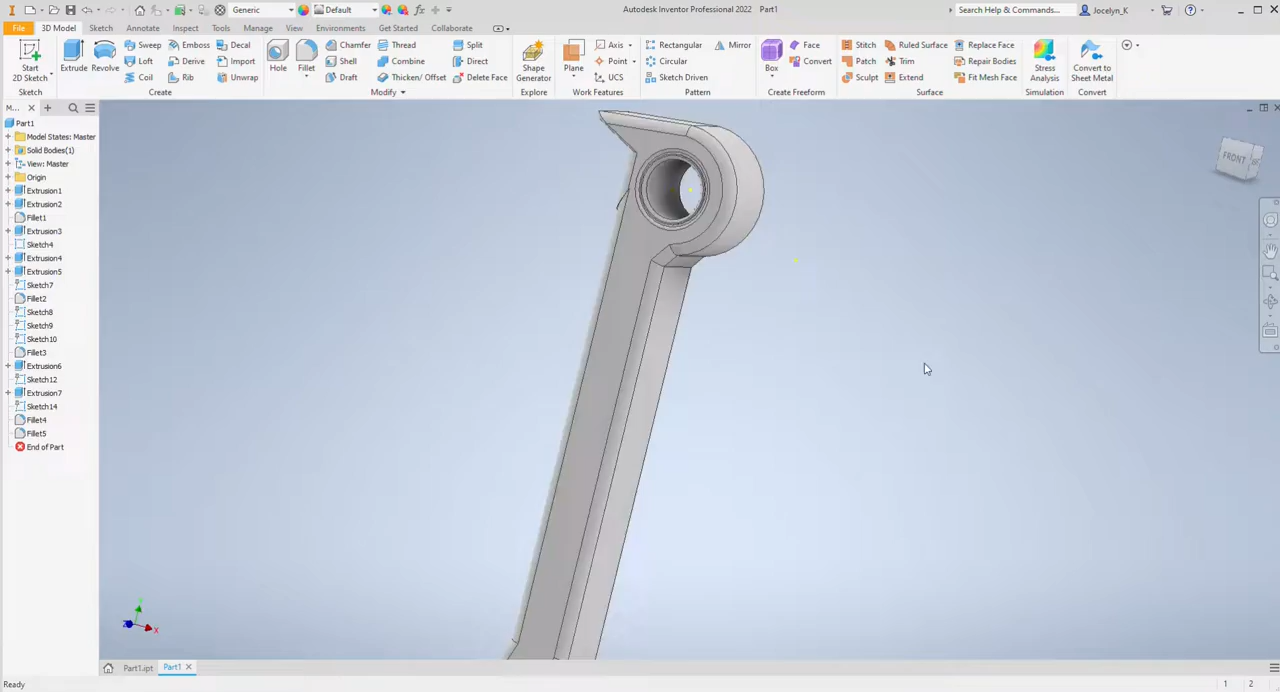 Generic Default Autodesk Inventor Professional 2022 Part1 Search Help & Commands... Jocelyn_K
File 3D Model Sketch Annotate Inspect Tools Manage View Environments Get Started Collaborate
Start
2D Sketch
Extrude
Revolve
Sweep
Emboss
Decal
Loft
Derive
Import
Coil
Rib
Unwrap
Hole
Fillet
Chamfer
Thread
Split
Shell
Combine
Direct
Draft
Thicken/ Offset
Delete Face
Shape
Generator
Plane
Axis
Point
UCS
Rectangular
Mirror
Circular
Sketch Driven
Box
Face
Convert
Stitch
Ruled Surface
Replace Face
Patch
Trim
Repair Bodies
Sculpt
Extend
Fit Mesh Face
Stress
Analysis
Convert to
Sheet Metal
Sketch Create Modify Explore Work Features Pattern Create Freeform Surface Simulation Convert
M...
Part1
Model States: Master
Solid Bodies(1)
View: Master
Origin
Extrusion1
Extrusion2
Fillet1
Extrusion3
Sketch4
Extrusion4
Extrusion5
Sketch7
Fillet2
Sketch8
Sketch9
Sketch10
Fillet3
Extrusion6
Sketch12
Extrusion7
Sketch14
Fillet4
Fillet5
End of Part
FRONT
X
Part1.ipt Part1
Ready 1 2